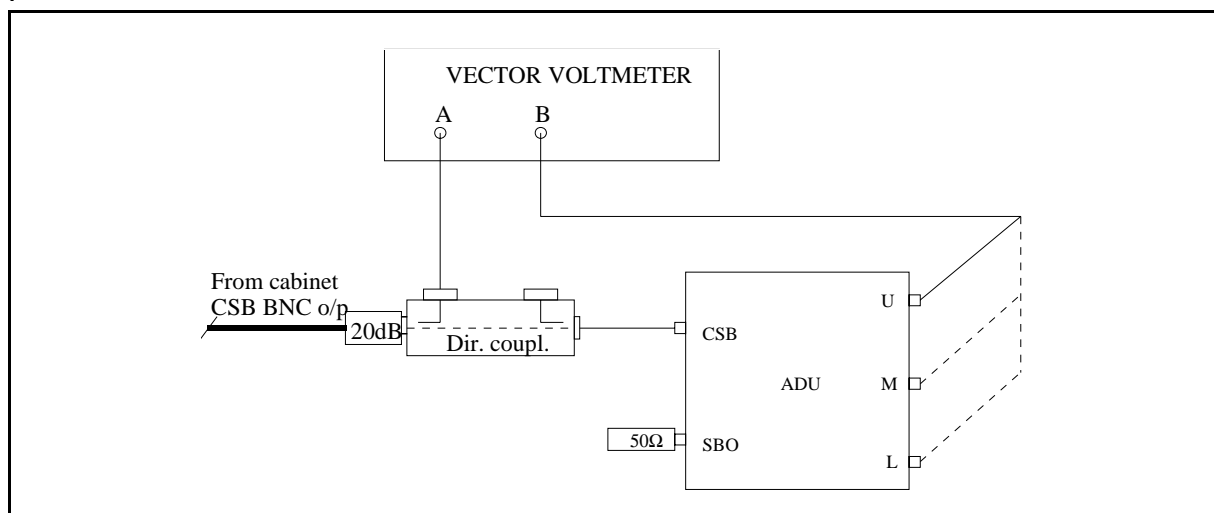 VECTOR VOLTMETER
A B
From cabinet
CSB BNC o/p
20dB
Dir. coupl.
U
CSB
ADU M
50Ω SBO
L